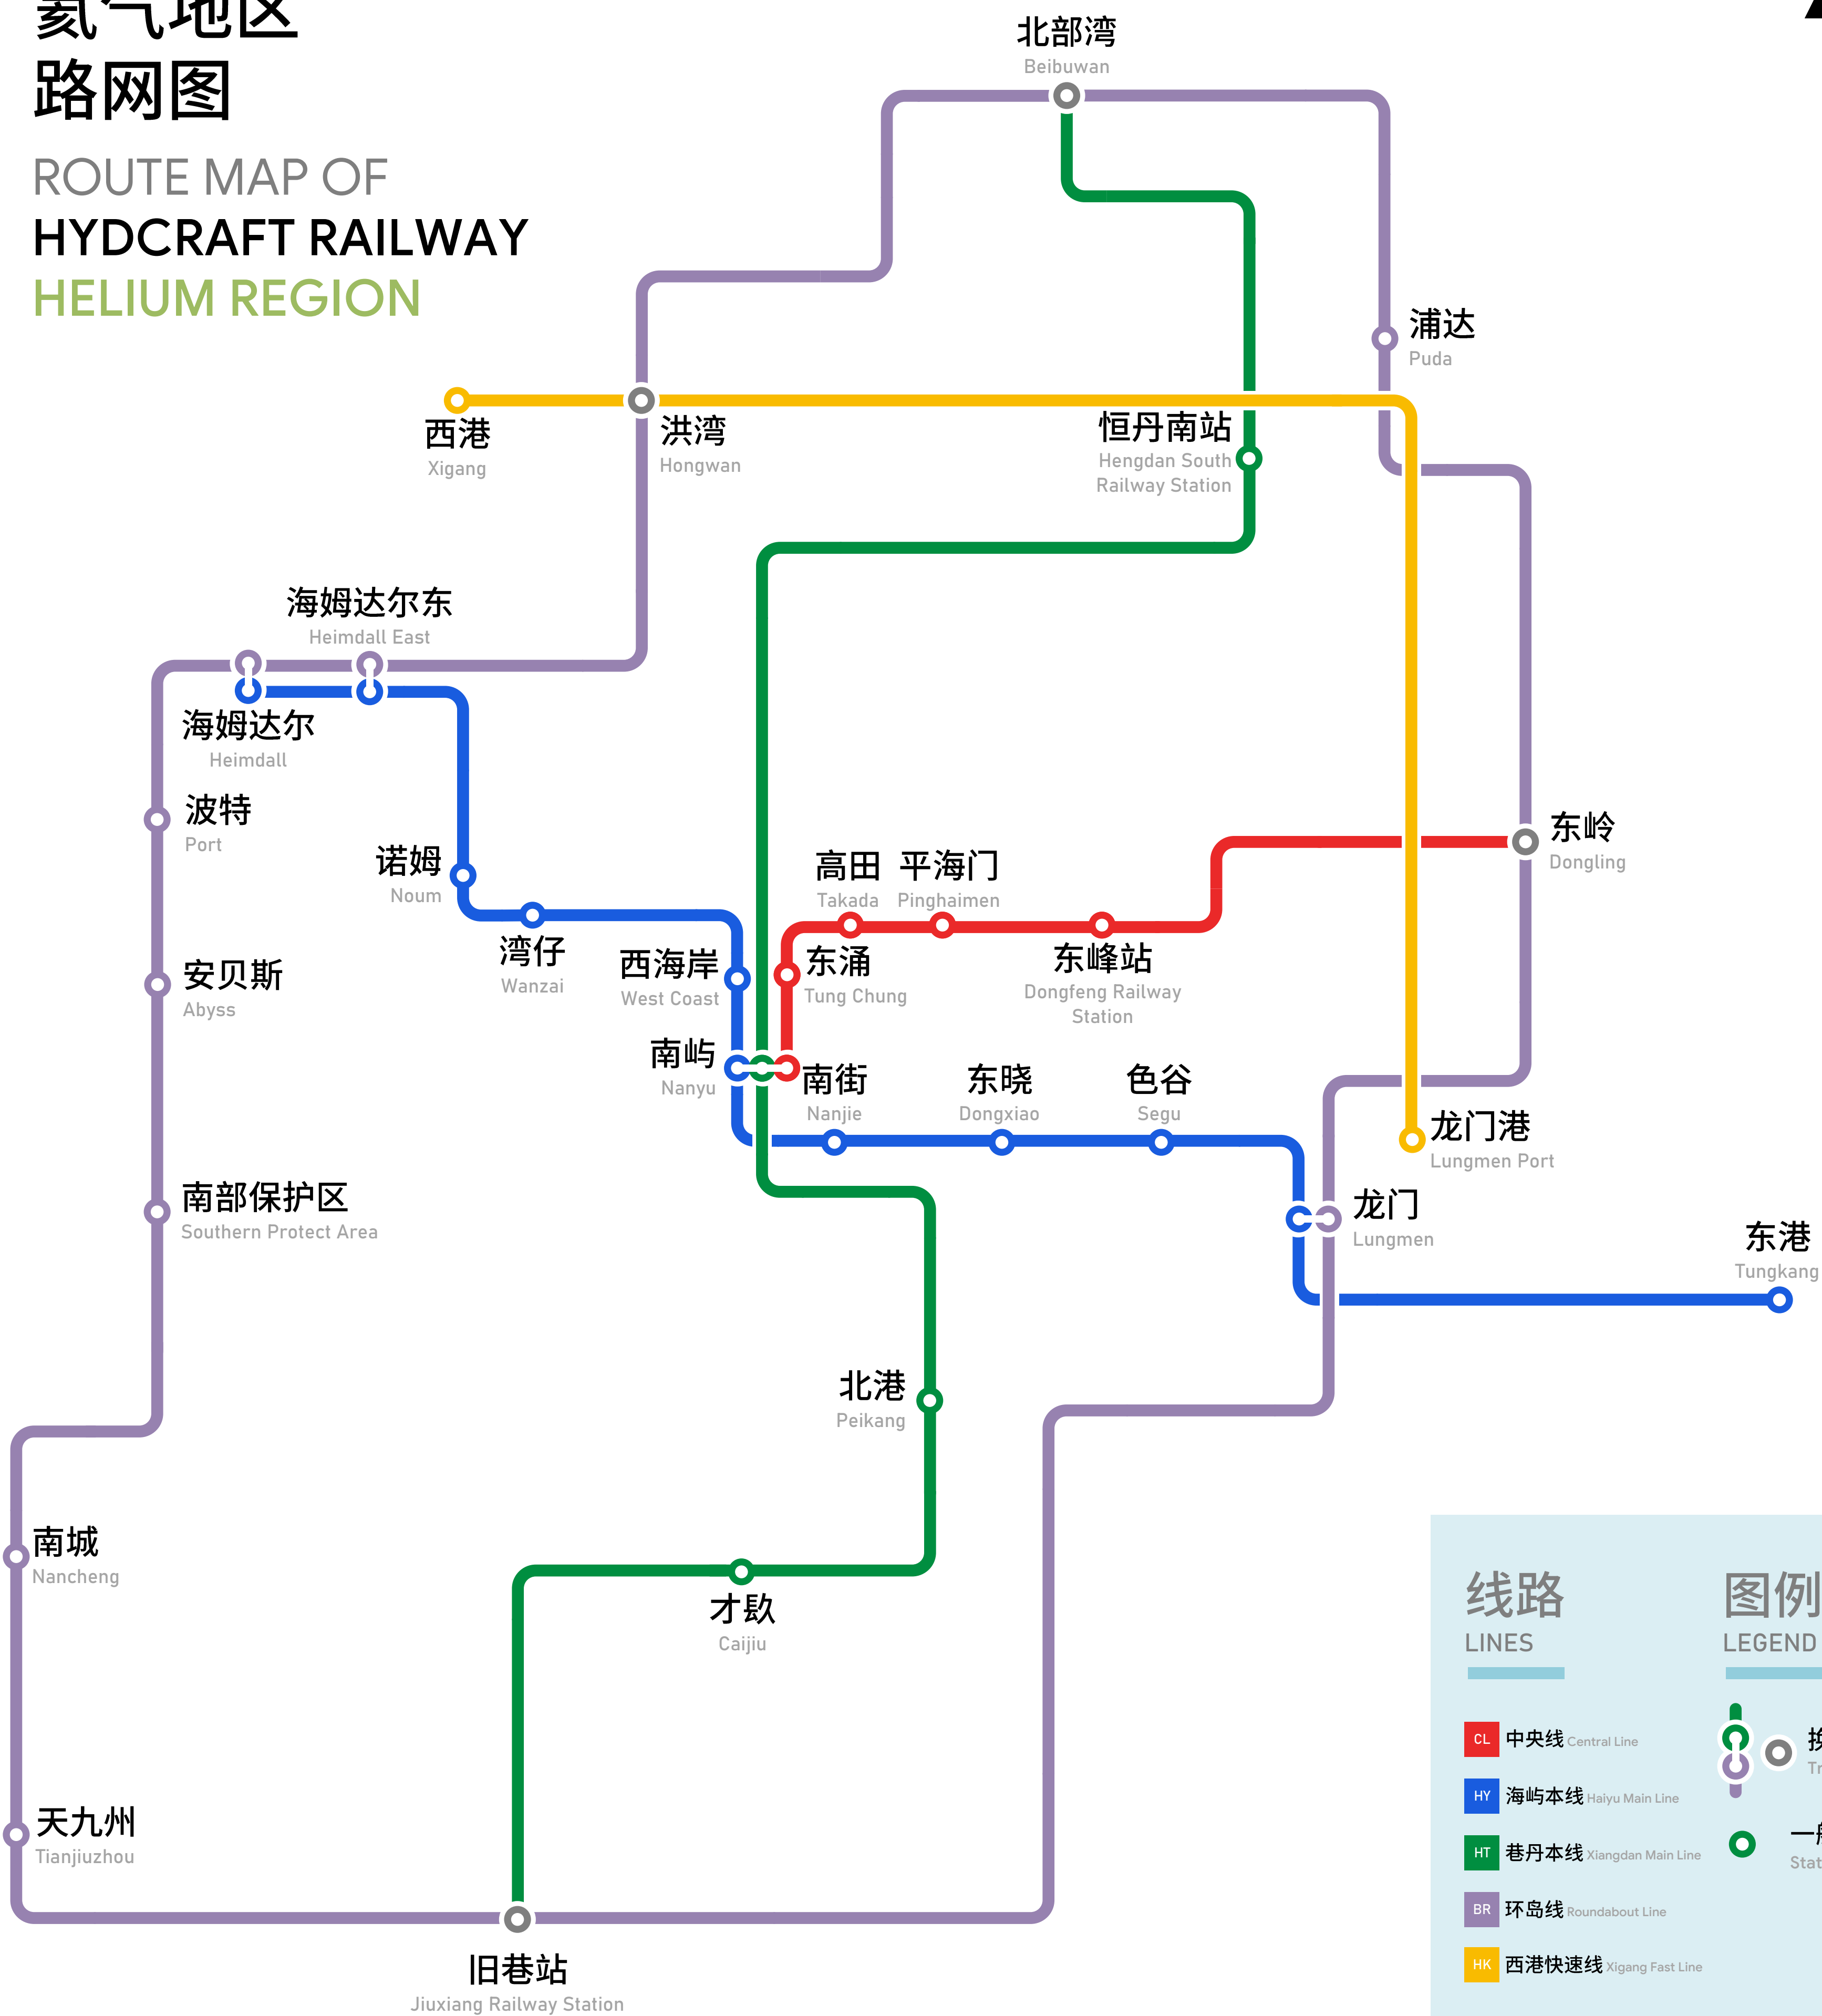 氦气地区
路网图
ROUTE MAP OF
HYDCRAFT RAILWAY
HELIUM REGION
北部湾
Beibuwan
浦达
Puda
西港
Xigang
洪湾
Hongwan
恒丹南站
Hengdan South
Railway Station
海姆达尔东
Heimdall East
海姆达尔
Heimdall
波特
Port
诺姆
Noum
湾仔
Wanzai
西海岸
West Coast
高田
Takada
平海门
Pinghaimen
东涌
Tung Chung
东峰站
Dongfeng Railway
Station
东岭
Dongling
安贝斯
Abyss
南屿
Nanyu
南街
Nanjie
东晓
Dongxiao
色谷
Segu
龙门港
Lungmen Port
南部保护区
Southern Protect Area
龙门
Lungmen
东港
Tungkang
北港
Peikang
南城
Nancheng
才镹
Caijiu
天九州
Tianjiuzhou
旧巷站
Jiuxiang Railway Station
线路
LINES
CL 中央线 Central Line
HY 海屿本线 Haiyu Main Line
HT 巷丹本线 Xiangdan Main Line
BR 环岛线 Roundabout Line
HK 西港快速线 Xigang Fast Line
图例
LEGEND